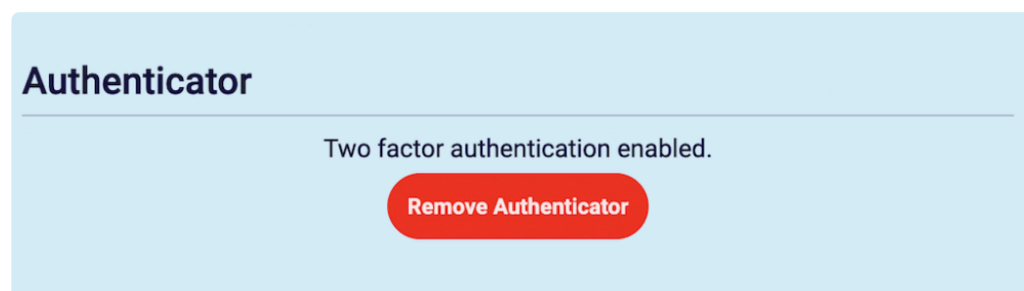 Authenticator
Two factor authentication enabled.
Remove Authenticator